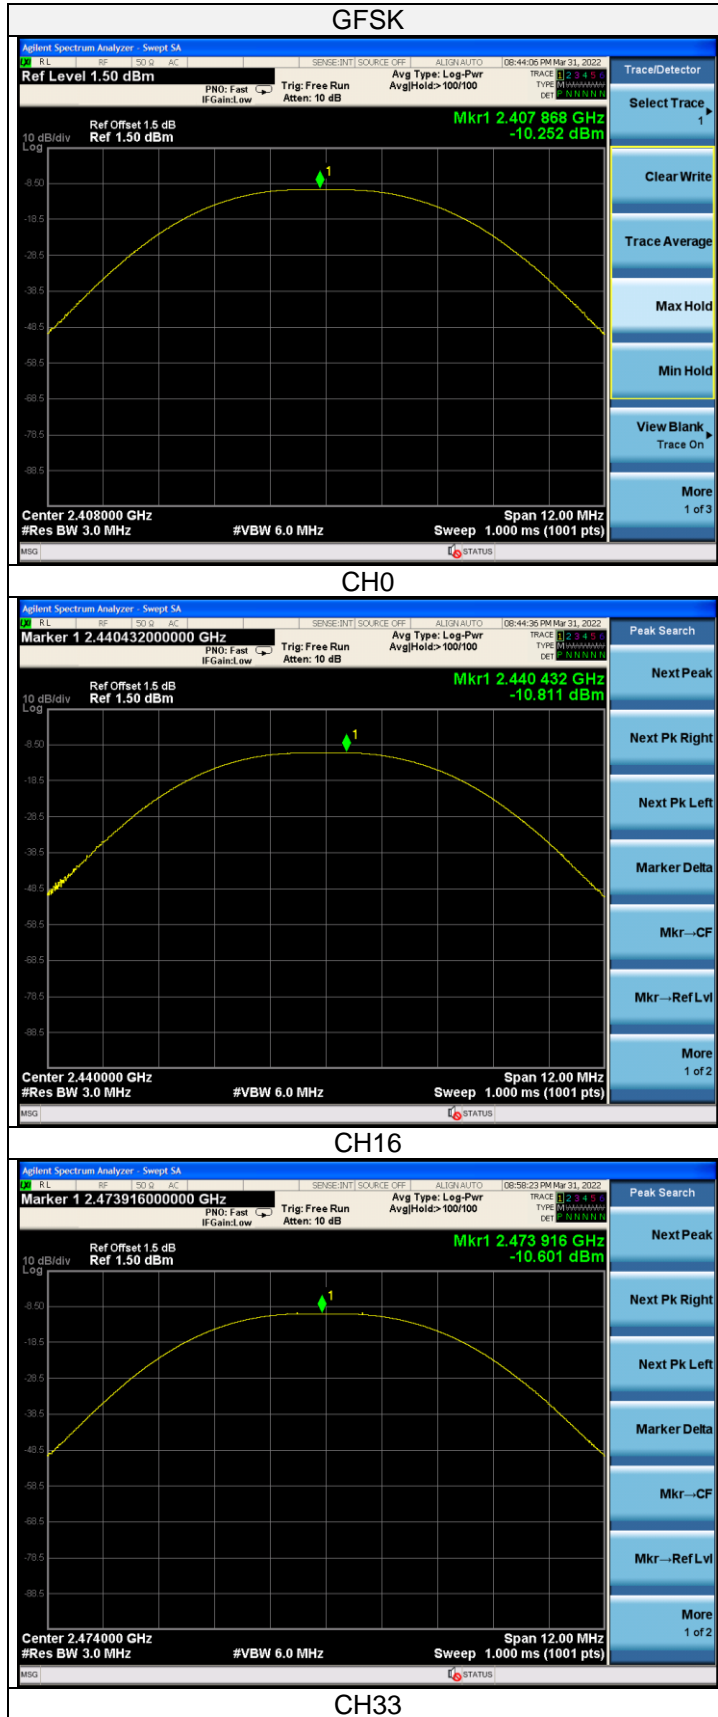 GFSK
Agilent Spectrum Analyzer - Swept SA
RL RF 50 Ω AC SENSE:INT SOURCE OFF ALIGN AUTO 08:44:06 PM Mar 31, 2022
Ref Level 1.50 dBm
PNO: Fast
IFGain:Low
Trig: Free Run
Atten: 10 dB
Avg Type: Log-Pwr
Avg|Hold:>100/100
TRACE 1 2 3 4 5 6
TYPE M
DET P N N N N N
Trace/Detector
Ref Offset 1.5 dB
10 dB/div Ref 1.50 dBm
Log
Mkr1 2.407 868 GHz
-10.252 dBm
1
-8.50
-18.5
-28.5
-38.5
-48.5
-58.5
-68.5
-78.5
-88.5
Select Trace
1
Clear Write
Trace Average
Max Hold
Min Hold
View Blank
Trace On
More
1 of 3
Center 2.408000 GHz Span 12.00 MHz
#Res BW 3.0 MHz #VBW 6.0 MHz Sweep 1.000 ms (1001 pts)
MSG STATUS
CH0
Agilent Spectrum Analyzer - Swept SA
RL RF 50 Ω AC SENSE:INT SOURCE OFF ALIGN AUTO 08:44:36 PM Mar 31, 2022
Marker 1 2.440432000000 GHz
PNO: Fast
IFGain:Low
Trig: Free Run
Atten: 10 dB
Avg Type: Log-Pwr
Avg|Hold:>100/100
TRACE 1 2 3 4 5 6
TYPE M
DET P N N N N N
Peak Search
Ref Offset 1.5 dB
10 dB/div Ref 1.50 dBm
Log
Mkr1 2.440 432 GHz
-10.811 dBm
1
-8.50
-18.5
-28.5
-38.5
-48.5
-58.5
-68.5
-78.5
-88.5
Next Peak
Next Pk Right
Next Pk Left
Marker Delta
Mkr→CF
Mkr→Ref Lvl
More
1 of 2
Center 2.440000 GHz Span 12.00 MHz
#Res BW 3.0 MHz #VBW 6.0 MHz Sweep 1.000 ms (1001 pts)
MSG STATUS
CH16
Agilent Spectrum Analyzer - Swept SA
RL RF 50 Ω AC SENSE:INT SOURCE OFF ALIGN AUTO 08:58:23 PM Mar 31, 2022
Marker 1 2.473916000000 GHz
PNO: Fast
IFGain:Low
Trig: Free Run
Atten: 10 dB
Avg Type: Log-Pwr
Avg|Hold:>100/100
TRACE 1 2 3 4 5 6
TYPE M
DET P N N N N N
Peak Search
Ref Offset 1.5 dB
10 dB/div Ref 1.50 dBm
Log
Mkr1 2.473 916 GHz
-10.601 dBm
1
-8.50
-18.5
-28.5
-38.5
-48.5
-58.5
-68.5
-78.5
-88.5
Next Peak
Next Pk Right
Next Pk Left
Marker Delta
Mkr→CF
Mkr→Ref Lvl
More
1 of 2
Center 2.474000 GHz Span 12.00 MHz
#Res BW 3.0 MHz #VBW 6.0 MHz Sweep 1.000 ms (1001 pts)
MSG STATUS
CH33